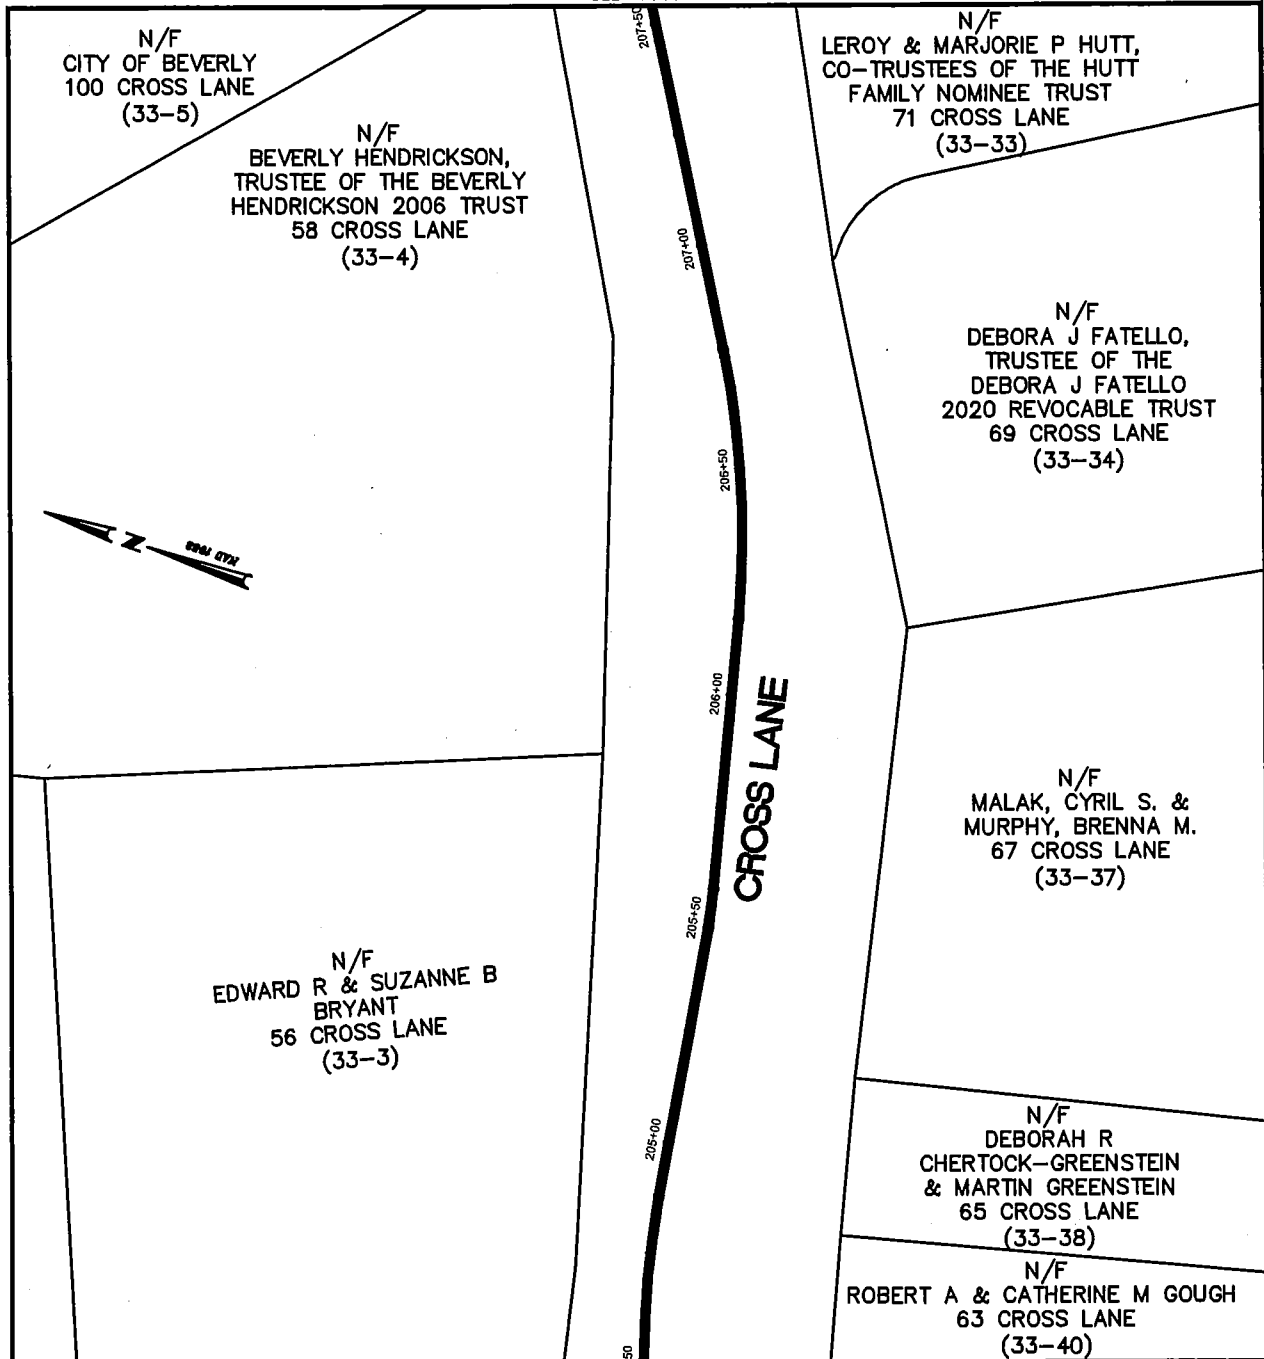 N/F
CITY OF BEVERLY
100 CROSS LANE
(33-5)
N/F
BEVERLY HENDRICKSON,
TRUSTEE OF THE BEVERLY
HENDRICKSON 2006 TRUST
58 CROSS LANE
(33-4)
207+50
N/F
LEROY & MARJORIE P HUTT,
CO-TRUSTEES OF THE HUTT
FAMILY NOMINEE TRUST
71 CROSS LANE
(33-33)
207+00
N/F
DEBORA J FATELLO,
TRUSTEE OF THE
DEBORA J FATELLO
2020 REVOCABLE TRUST
69 CROSS LANE
(33-34)
206+50
N
NAD 1983
206+00
CROSS LANE
N/F
MALAK, CYRIL S. &
MURPHY, BRENNA M.
67 CROSS LANE
(33-37)
205+50
N/F
EDWARD R & SUZANNE B
BRYANT
56 CROSS LANE
(33-3)
205+00
N/F
DEBORAH R
CHERTOCK-GREENSTEIN
& MARTIN GREENSTEIN
65 CROSS LANE
(33-38)
N/F
ROBERT A & CATHERINE M GOUGH
63 CROSS LANE
(33-40)
50